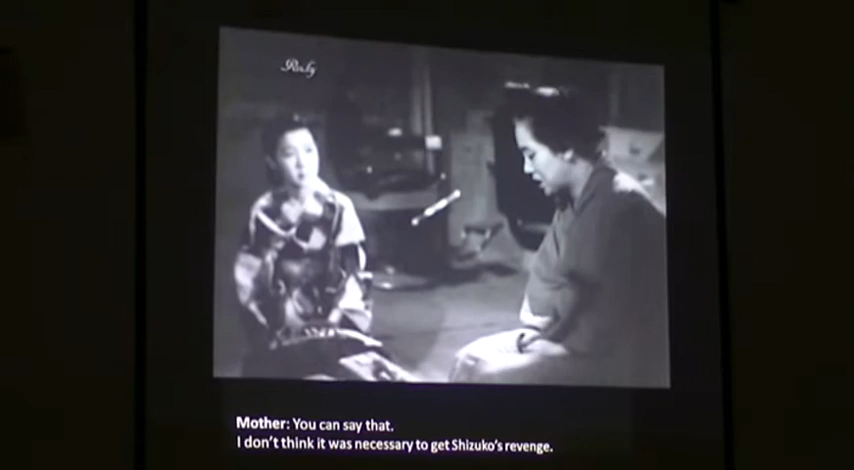 Mother: You can say that.
I don't think it was necessary to get Shizuko's revenge.